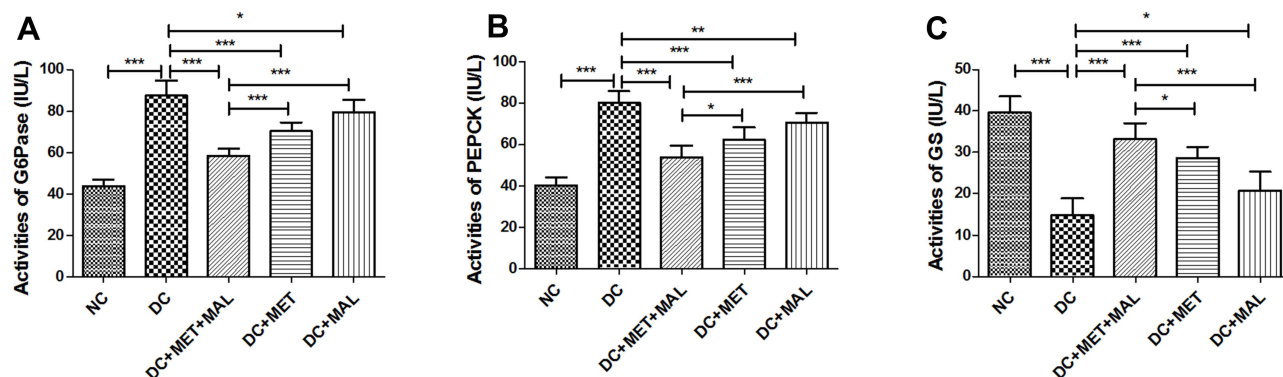 A
Activities of G6Pase (IU/L)
100
80
60
40
20
0
*
***
*** *** ***
***
NC
DC
DC+MET+MAL
DC+MET
DC+MAL
B
Activities of PEPCK (IU/L)
100
80
60
40
20
0
**
***
*** *** ***
*
NC
DC
DC+MET+MAL
DC+MET
DC+MAL
C
Activities of GS (IU/L)
50
40
30
20
10
0
*
***
*** *** ***
*
NC
DC
DC+MET+MAL
DC+MET
DC+MAL